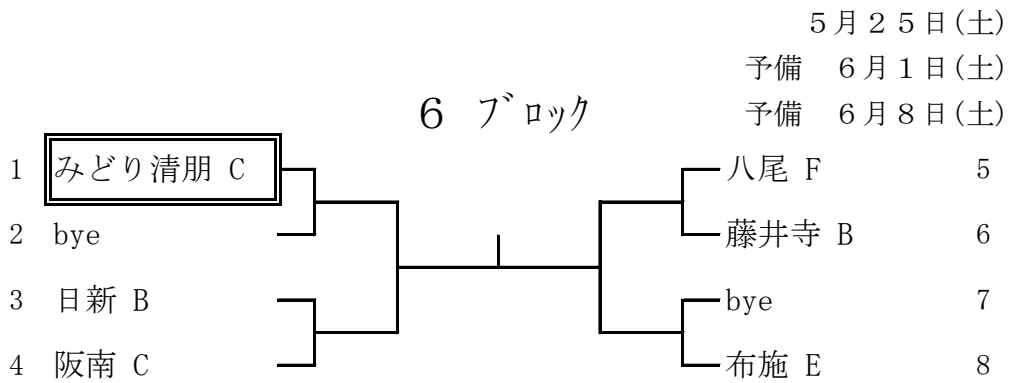 ５月２５日(土)
予備　６月１日(土)
予備　６月８日(土)
6 ﾌﾞﾛｯｸ
1 みどり清朋 C
八尾 F 5
2 bye
藤井寺 B 6
3 日新 B
bye 7
4 阪南 C
布施 E 8